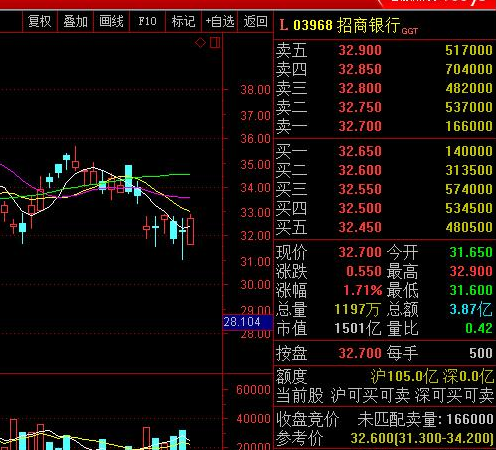 复权 叠加 画线 F10 标记 +自选 返回
L 03968 招商银行 GGT
卖五 32.900 517000
卖四 32.850 704000
卖三 32.800 482000
卖二 32.750 537000
卖一 32.700 166000
买一 32.650 140000
买二 32.600 313500
买三 32.550 574000
买四 32.500 534500
买五 32.450 480500
现价 32.700 今开 31.650
涨跌 0.550 最高 32.900
涨幅 1.71% 最低 31.600
总量 1197万 总额 3.87亿
市值 1501亿 量比 0.42
按盘 32.700 每手 500
额度 沪105.0亿 深0.0亿
当前股 沪可买可卖 深可买可卖
收盘竞价 未匹配卖量: 166000
参考价 32.600(31.300-34.200)
38.00
37.00
36.00
35.00
34.00
33.00
32.00
31.00
30.00
29.00
28.104
28.00
60000
40000
20000